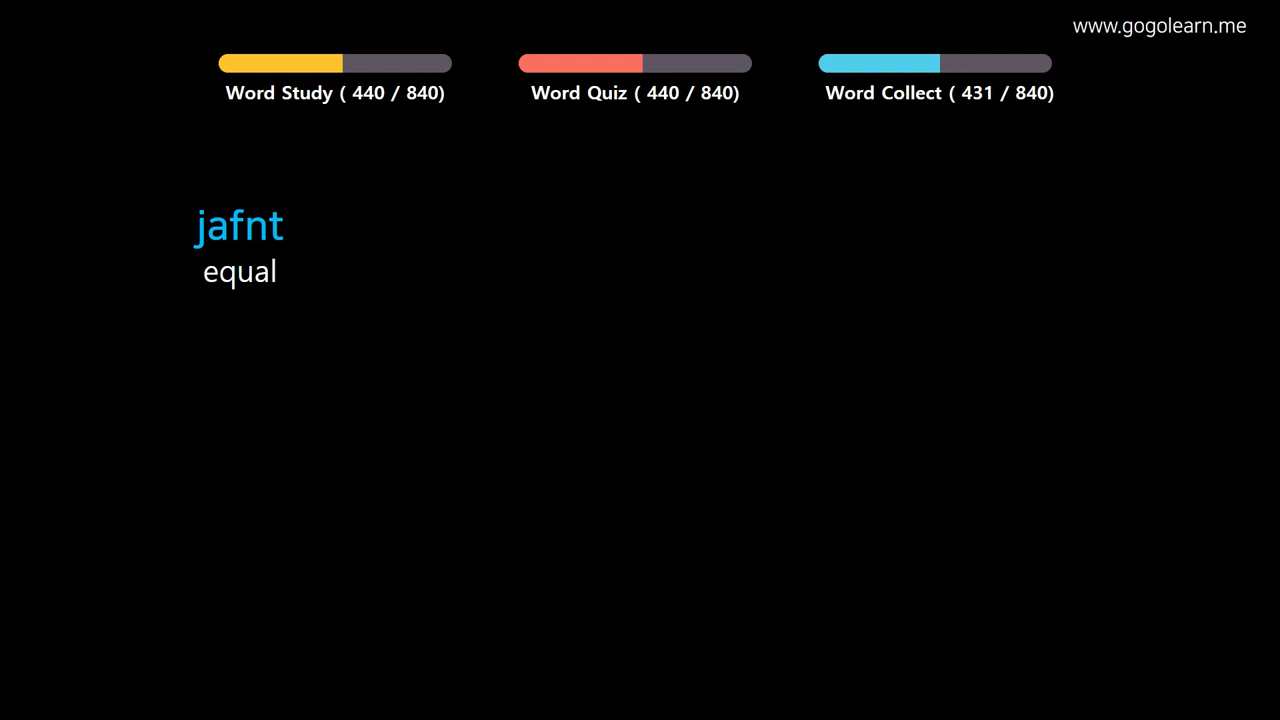 www.gogolearn.me
Word Study ( 440 / 840)
Word Quiz ( 440 / 840)
Word Collect ( 431 / 840)
jafnt
equal